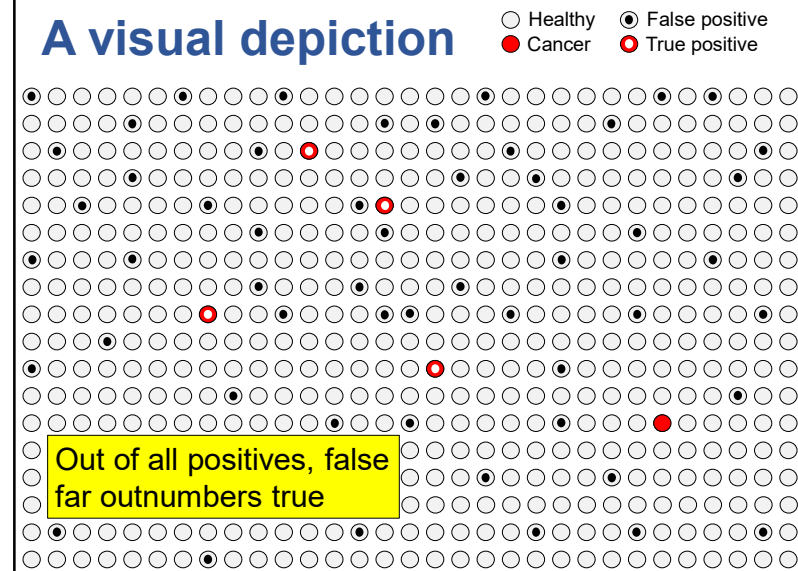 A visual depiction
Healthy
False positive
Cancer
True positive
Out of all positives, false
far outnumbers true